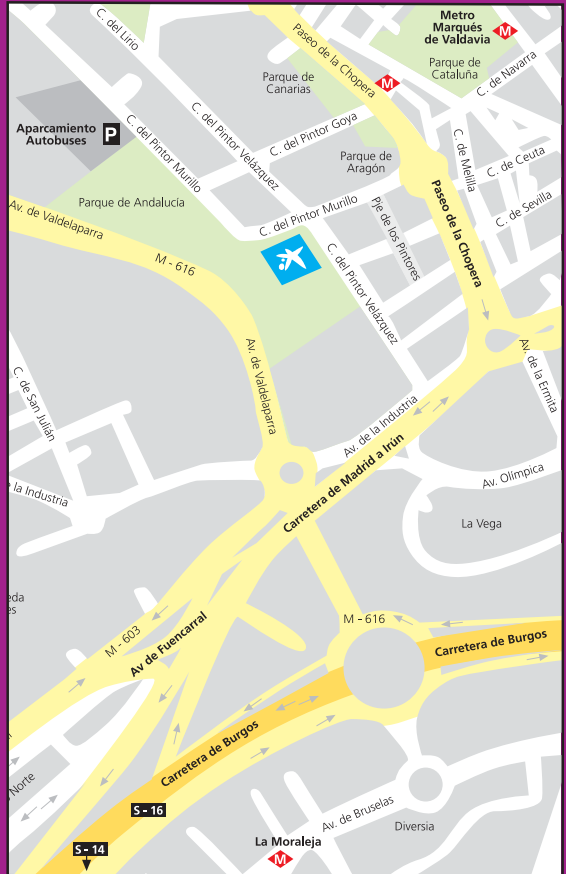 Metro
Marqués
de Valdavia
M
Parque de
Cataluña
C. de Navarra
C. del Lirio
Paseo de la Chopera
Parque de
Canarias
M
Aparcamiento
Autobuses
P
C. del Pintor Murillo
C. del Pintor Velázquez
C. del Pintor Goya
Parque de
Aragón
C. de Melilla
C. de Ceuta
C. de Sevilla
Parque de Andalucía
C. del Pintor Murillo
Pje de los Pintores
Paseo de la Chopera
Av. de Valdelaparra
M - 616
C. del Pintor Velázquez
Av. de Valdelaparra
Av. de la Ermita
C. de San Julián
Av. de la Industria
Carretera de Madrid a Irún
Av. Olímpica
la Industria
La Vega
eda
es
M - 603
Av de Fuencarral
M - 616
Carretera de Burgos
Carretera de Burgos
Norte
S - 16
S - 14
Av. de Bruselas
Diversia
La Moraleja
M